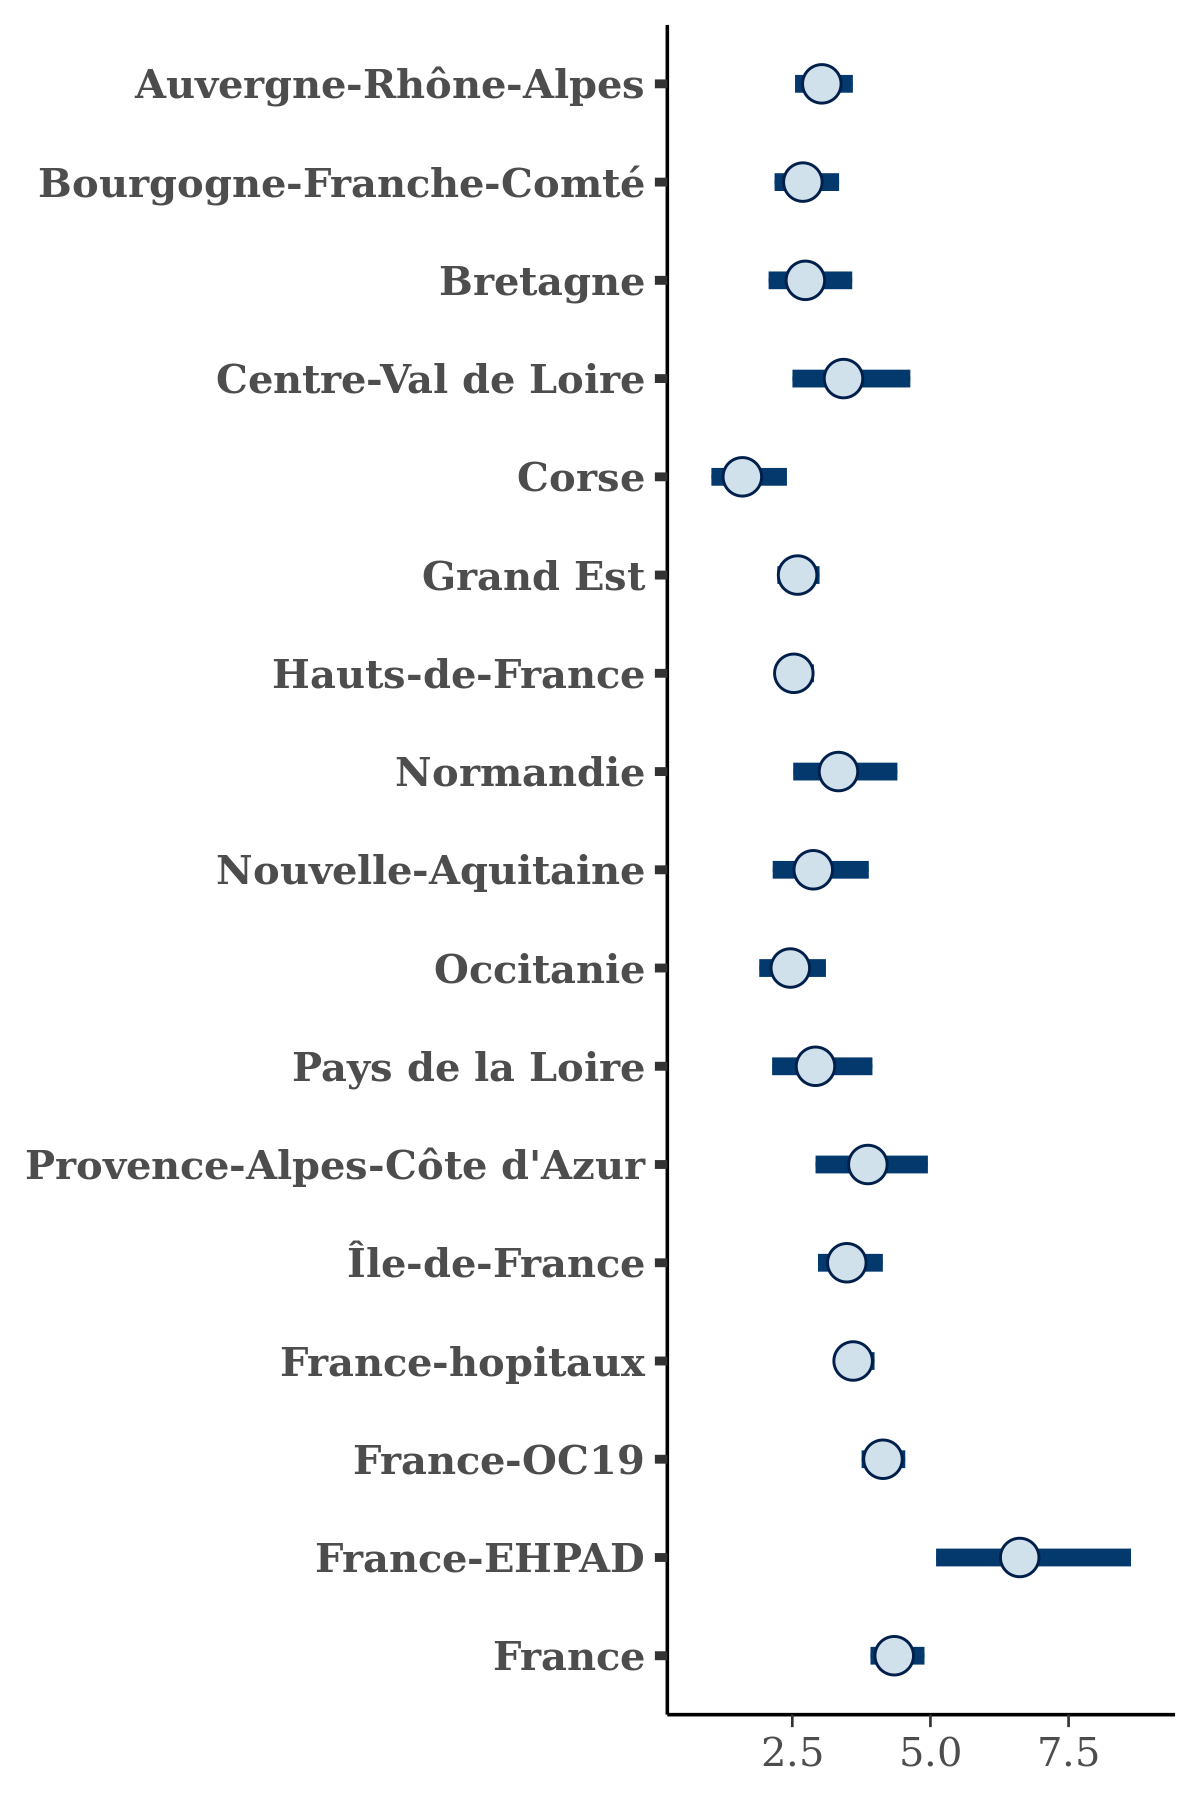 Auvergne-Rhône-Alpes
Bourgogne-Franche-Comté
Bretagne
Centre-Val de Loire
Corse
Grand Est
Hauts-de-France
Normandie
Nouvelle-Aquitaine
Occitanie
Pays de la Loire
Provence-Alpes-Côte d'Azur
Île-de-France
France-hopitaux
France-OC19
France-EHPAD
France
2.5 5.0 7.5